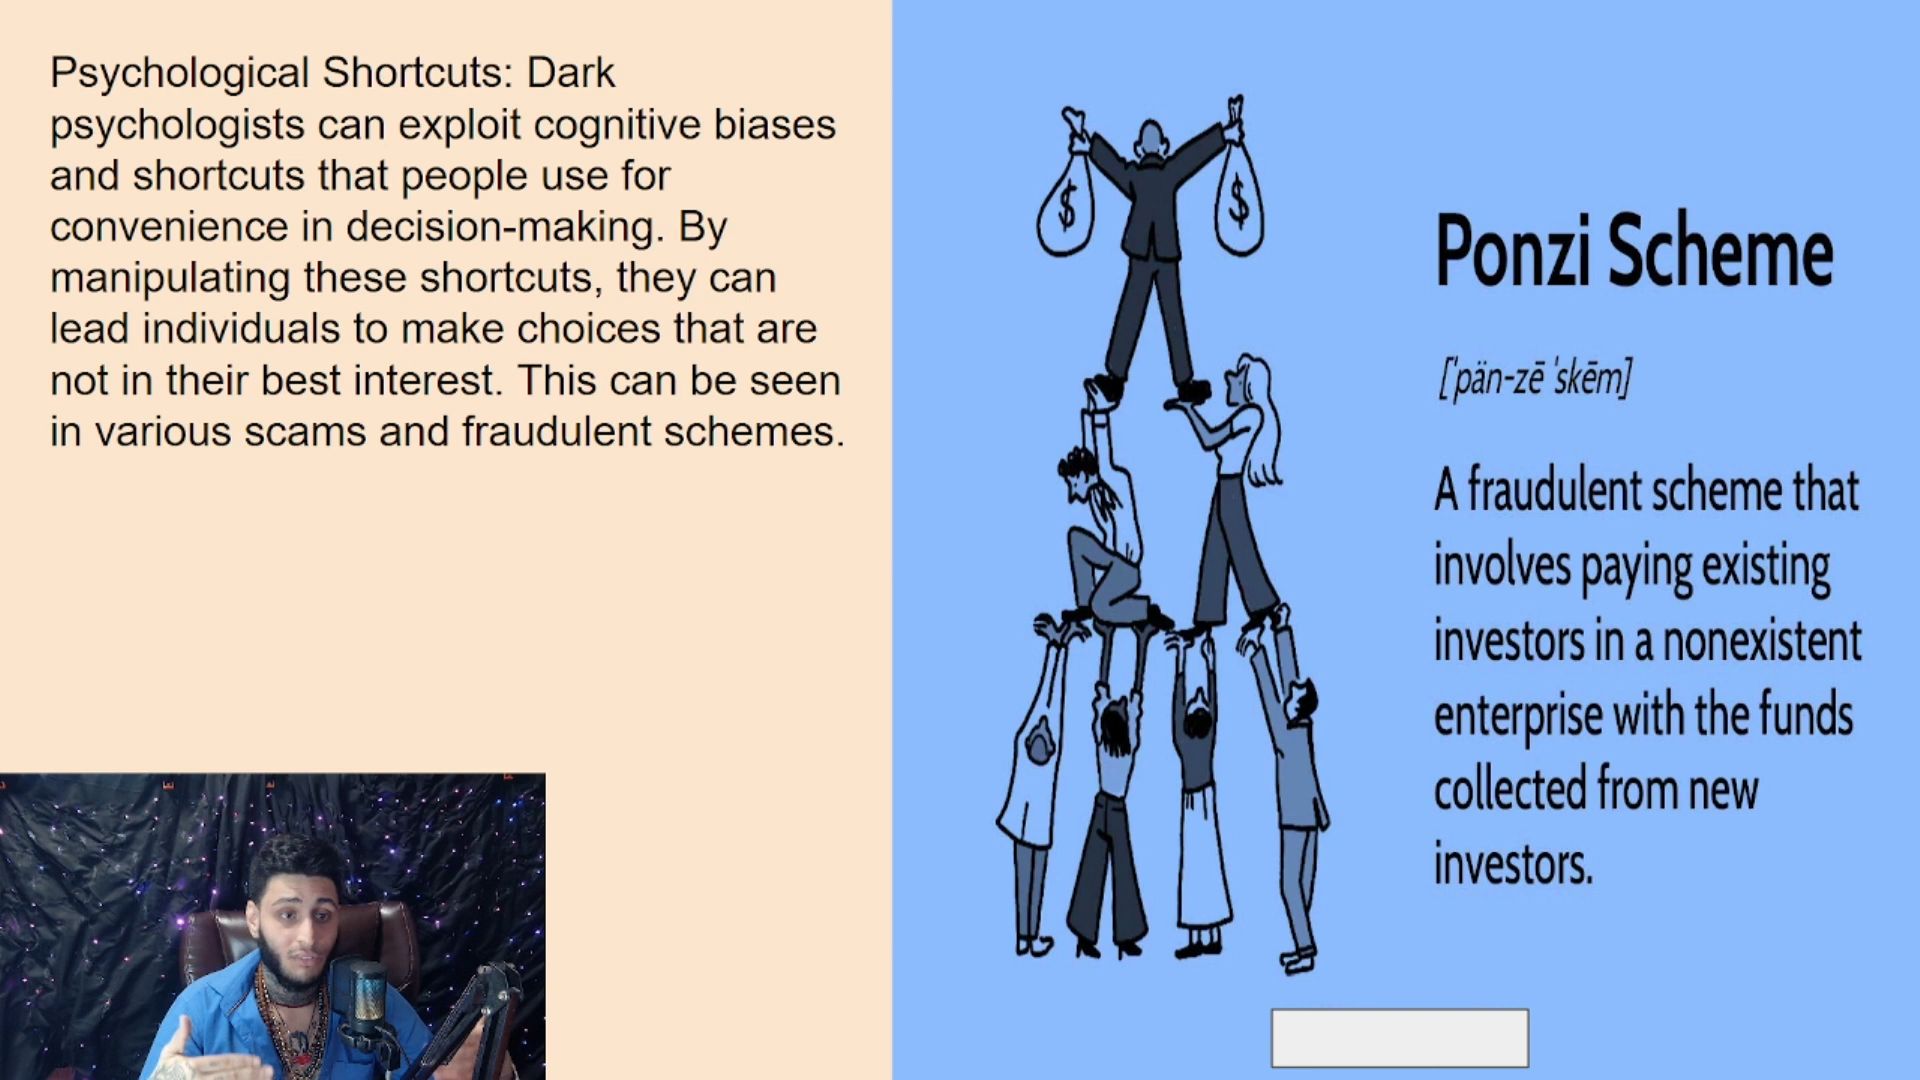 Psychological Shortcuts: Dark
psychologists can exploit cognitive biases
and shortcuts that people use for
convenience in decision-making. By
manipulating these shortcuts, they can
lead individuals to make choices that are
not in their best interest. This can be seen
in various scams and fraudulent schemes.
$ $
Ponzi Scheme
['pän-zē 'skēm]
A fraudulent scheme that
involves paying existing
investors in a nonexistent
enterprise with the funds
collected from new
investors.